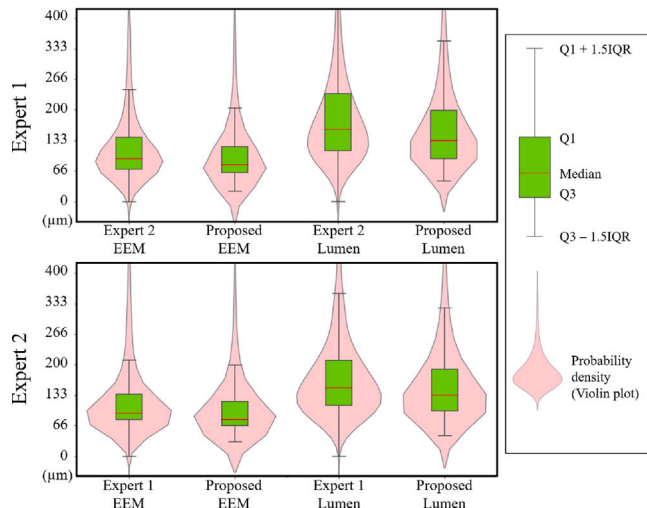 Expert 1
400
333
266
200
133
66
0
(μm)
Expert 2
EEM
Proposed
EEM
Expert 2
Lumen
Proposed
Lumen
Expert 2
400
333
266
200
133
66
0
(μm)
Expert 1
EEM
Proposed
EEM
Expert 1
Lumen
Proposed
Lumen
Q1 + 1.5IQR
Q1
Median
Q3
Q3 – 1.5IQR
Probability
density
(Violin plot)